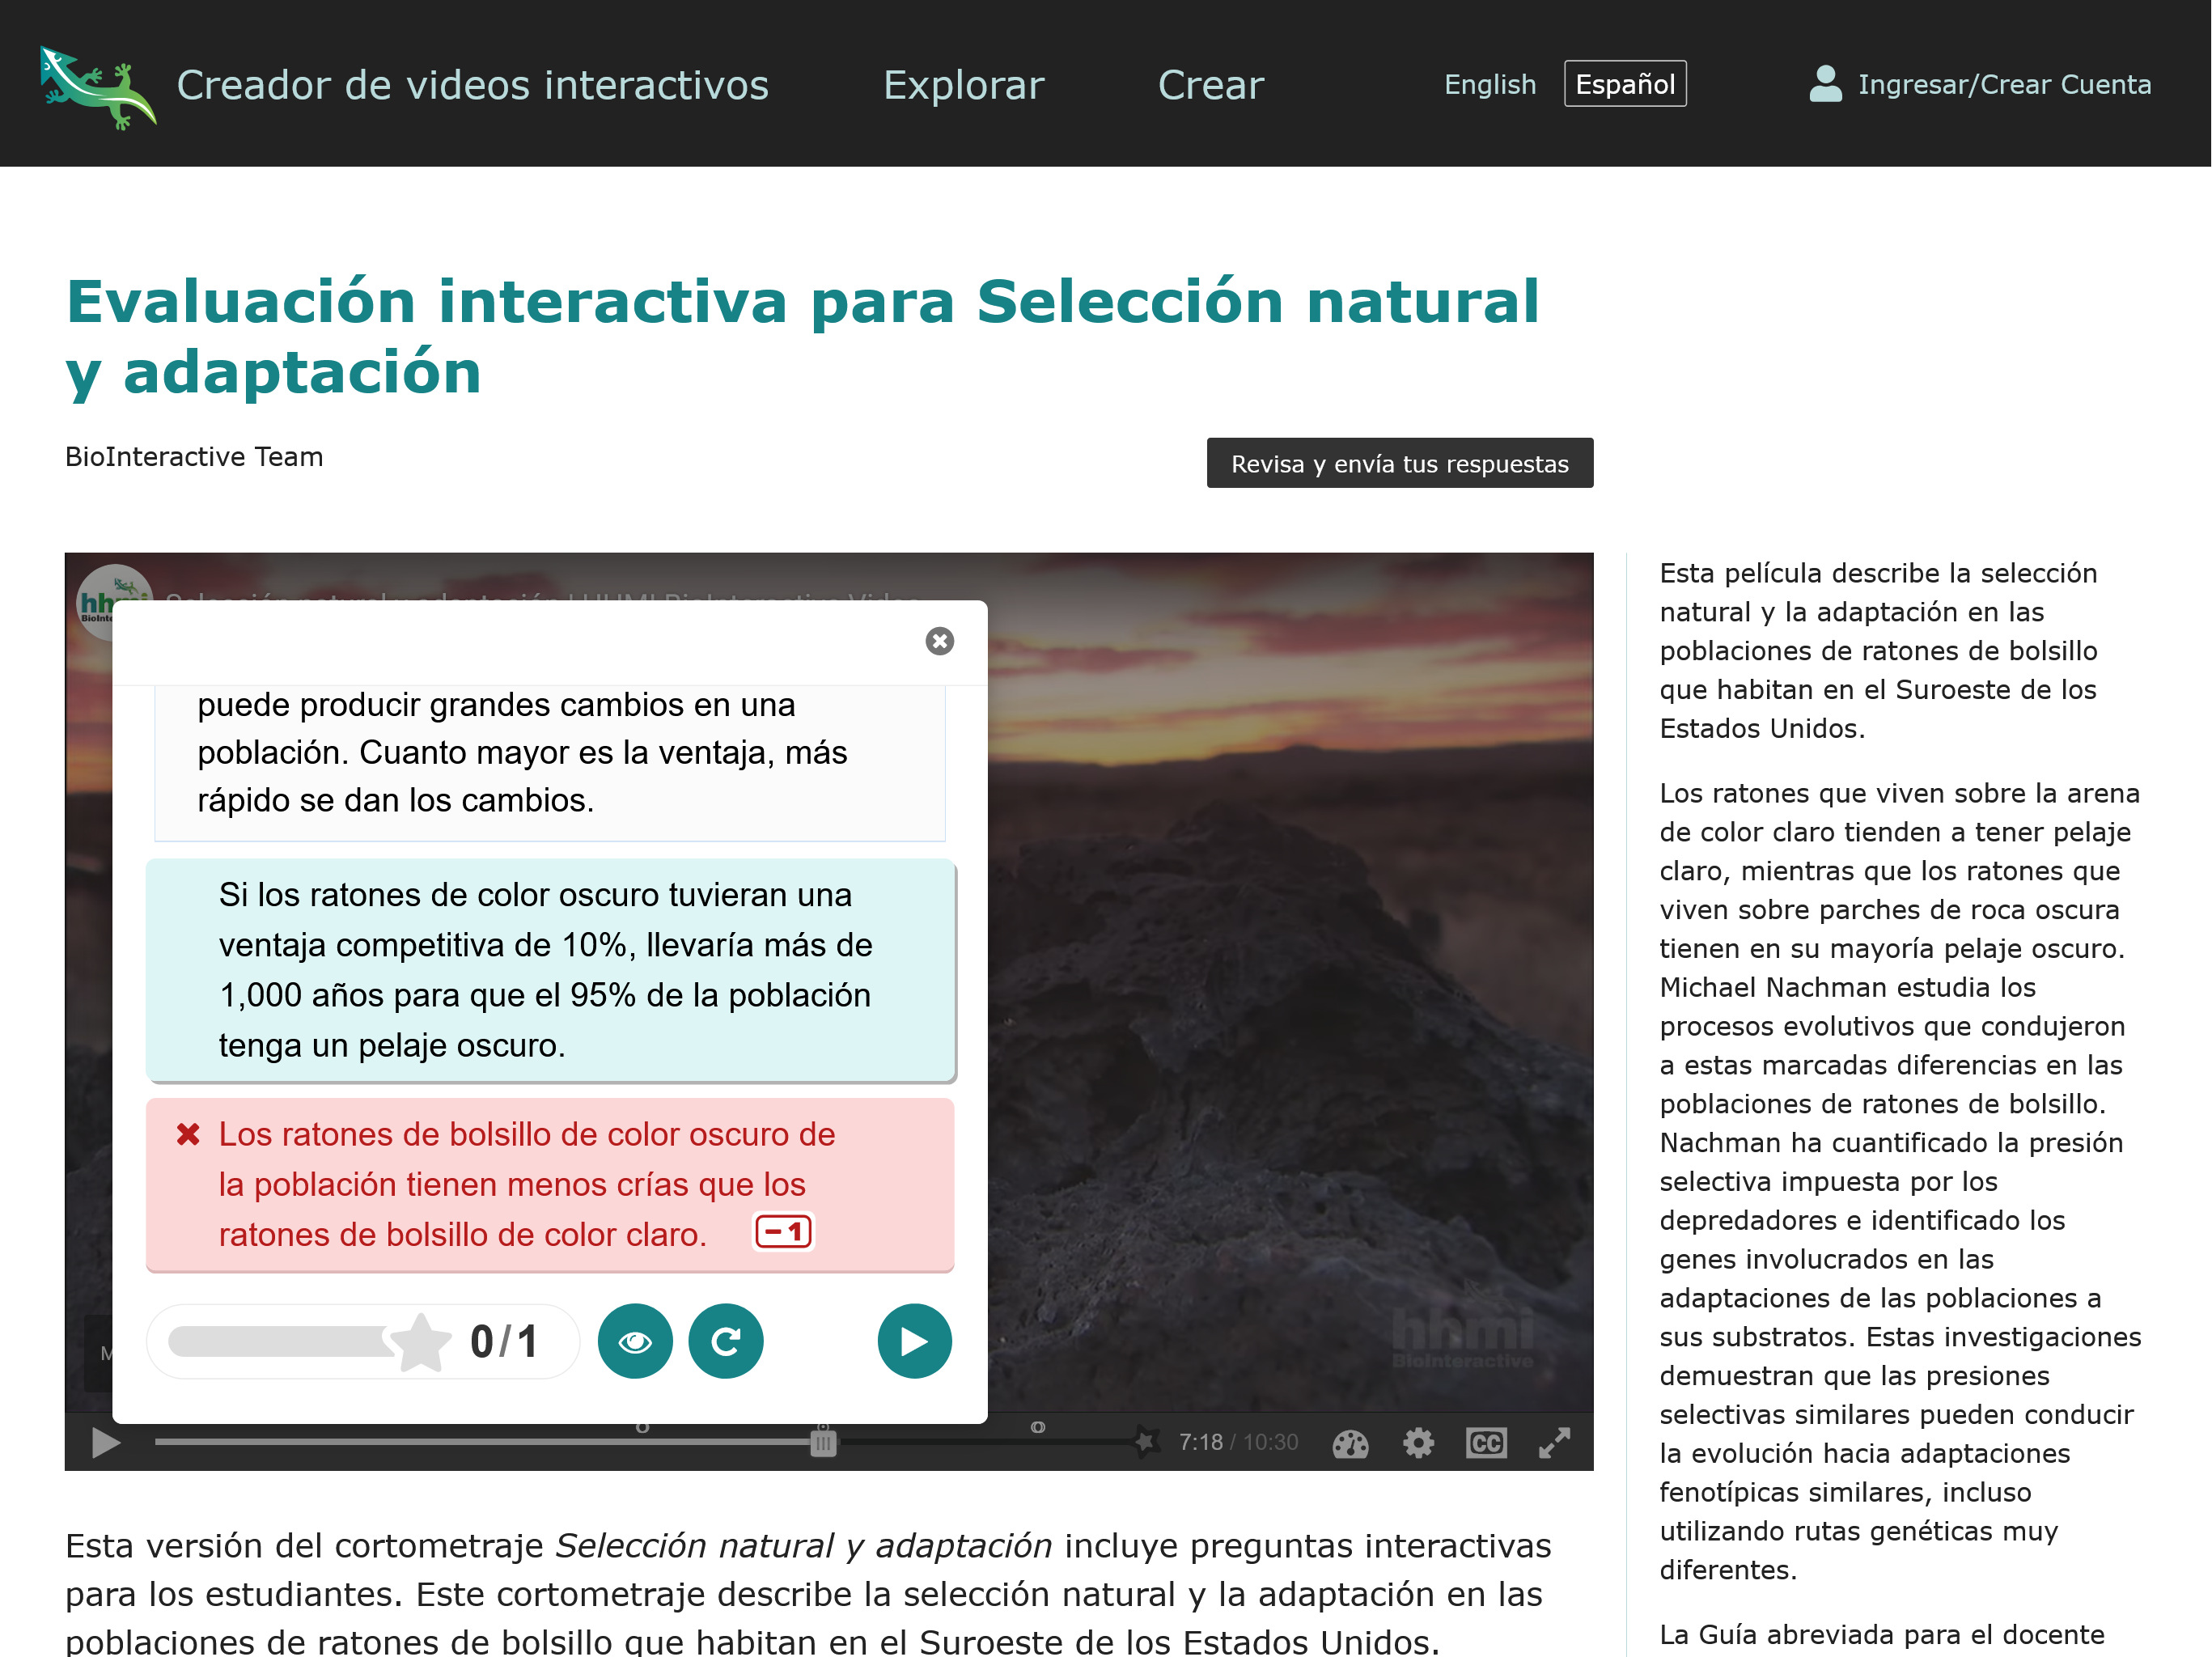 Creador de videos interactivos
Explorar
Crear
English
Español
Ingresar/Crear Cuenta
Evaluación interactiva para Selección natural
y adaptación
BioInteractive Team
Revisa y envía tus respuestas
puede producir grandes cambios en una
población. Cuanto mayor es la ventaja, más
rápido se dan los cambios.
Si los ratones de color oscuro tuvieran una
ventaja competitiva de 10%, llevaría más de
1,000 años para que el 95% de la población
tenga un pelaje oscuro.
Los ratones de bolsillo de color oscuro de
la población tienen menos crías que los
ratones de bolsillo de color claro.
−1
0/1
hhmi
BioInteractive
7:18 / 10:30
CC
Esta versión del cortometraje Selección natural y adaptación incluye preguntas interactivas
para los estudiantes. Este cortometraje describe la selección natural y la adaptación en las
poblaciones de ratones de bolsillo que habitan en el Suroeste de los Estados Unidos.
Esta película describe la selección
natural y la adaptación en las
poblaciones de ratones de bolsillo
que habitan en el Suroeste de los
Estados Unidos.
Los ratones que viven sobre la arena
de color claro tienden a tener pelaje
claro, mientras que los ratones que
viven sobre parches de roca oscura
tienen en su mayoría pelaje oscuro.
Michael Nachman estudia los
procesos evolutivos que condujeron
a estas marcadas diferencias en las
poblaciones de ratones de bolsillo.
Nachman ha cuantificado la presión
selectiva impuesta por los
depredadores e identificado los
genes involucrados en las
adaptaciones de las poblaciones a
sus substratos. Estas investigaciones
demuestran que las presiones
selectivas similares pueden conducir
la evolución hacia adaptaciones
fenotípicas similares, incluso
utilizando rutas genéticas muy
diferentes.
La Guía abreviada para el docente